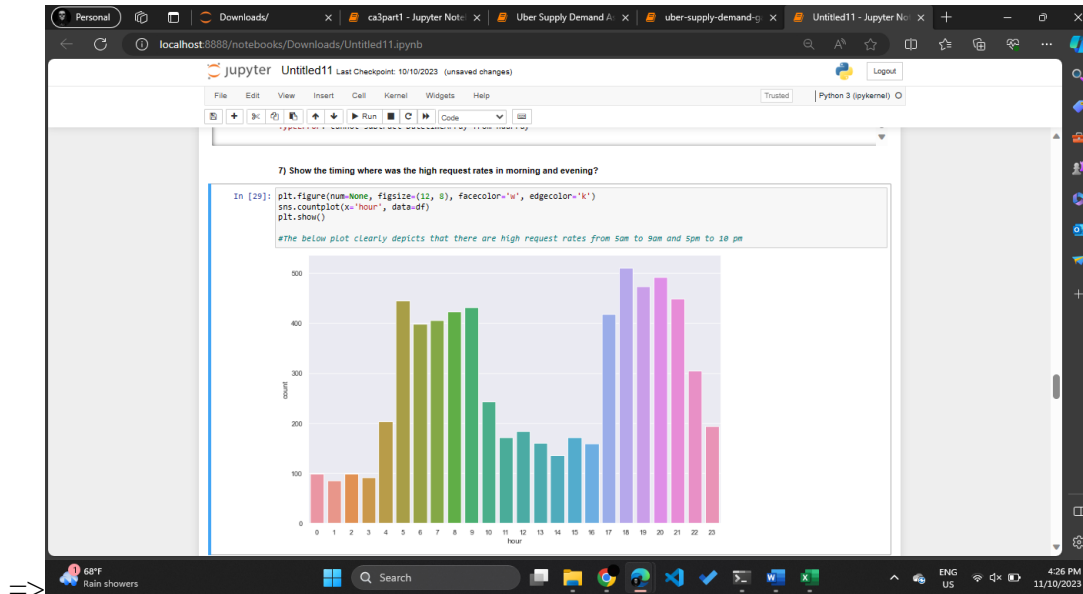 Personal
Downloads/
ca3part1 - Jupyter Note
Uber Supply Demand A
uber-supply-demand-g
Untitled11 - Jupyter No
localhost:8888/notebooks/Downloads/Untitled11.ipynb
jupyter Untitled11 Last Checkpoint: 10/10/2023 (unsaved changes)
Logout
File Edit View Insert Cell Kernel Widgets Help
Trusted Python 3 (ipykernel)
Run Code
7) Show the timing where was the high request rates in morning and evening?
In [29]: plt.figure(num=None, figsize=(12, 8), facecolor='w', edgecolor='k')
sns.countplot(x='hour', data=df)
plt.show()
#The below plot clearly depicts that there are high request rates from 5am to 9am and 5pm to 10 pm
500
400
300
200
100
0
count
0 1 2 3 4 5 6 7 8 9 10 11 12 13 14 15 16 17 18 19 20 21 22 23
hour
=>
1
68°F
Rain showers
Search
ENG
US
4:26 PM
11/10/2023